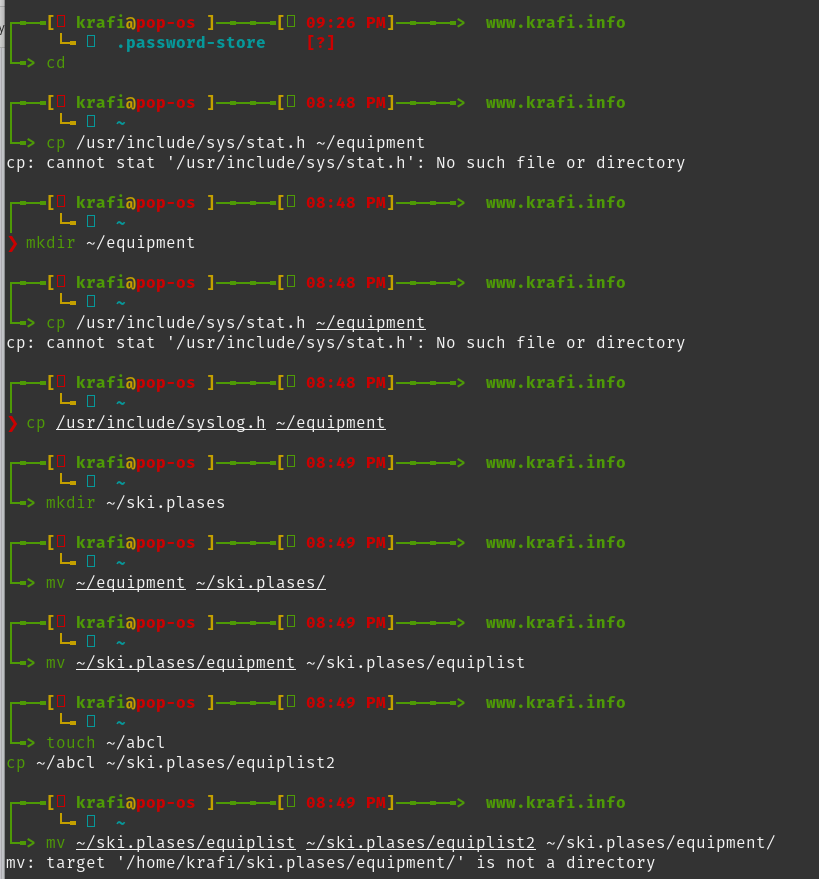 [ krafi@pop-os ] [ 09:26 PM] > www.krafi.info
.password-store [?]
> cd
[ krafi@pop-os ] [ 08:48 PM] > www.krafi.info
~
> cp /usr/include/sys/stat.h ~/equipment
cp: cannot stat '/usr/include/sys/stat.h': No such file or directory
[ krafi@pop-os ] [ 08:48 PM] > www.krafi.info
~
❯ mkdir ~/equipment
[ krafi@pop-os ] [ 08:48 PM] > www.krafi.info
~
> cp /usr/include/sys/stat.h ~/equipment
cp: cannot stat '/usr/include/sys/stat.h': No such file or directory
[ krafi@pop-os ] [ 08:48 PM] > www.krafi.info
~
❯ cp /usr/include/syslog.h ~/equipment
[ krafi@pop-os ] [ 08:49 PM] > www.krafi.info
~
> mkdir ~/ski.plases
[ krafi@pop-os ] [ 08:49 PM] > www.krafi.info
~
> mv ~/equipment ~/ski.plases/
[ krafi@pop-os ] [ 08:49 PM] > www.krafi.info
~
> mv ~/ski.plases/equipment ~/ski.plases/equiplist
[ krafi@pop-os ] [ 08:49 PM] > www.krafi.info
~
> touch ~/abcl
cp ~/abcl ~/ski.plases/equiplist2
[ krafi@pop-os ] [ 08:49 PM] > www.krafi.info
~
> mv ~/ski.plases/equiplist ~/ski.plases/equiplist2 ~/ski.plases/equipment/
mv: target '/home/krafi/ski.plases/equipment/' is not a directory